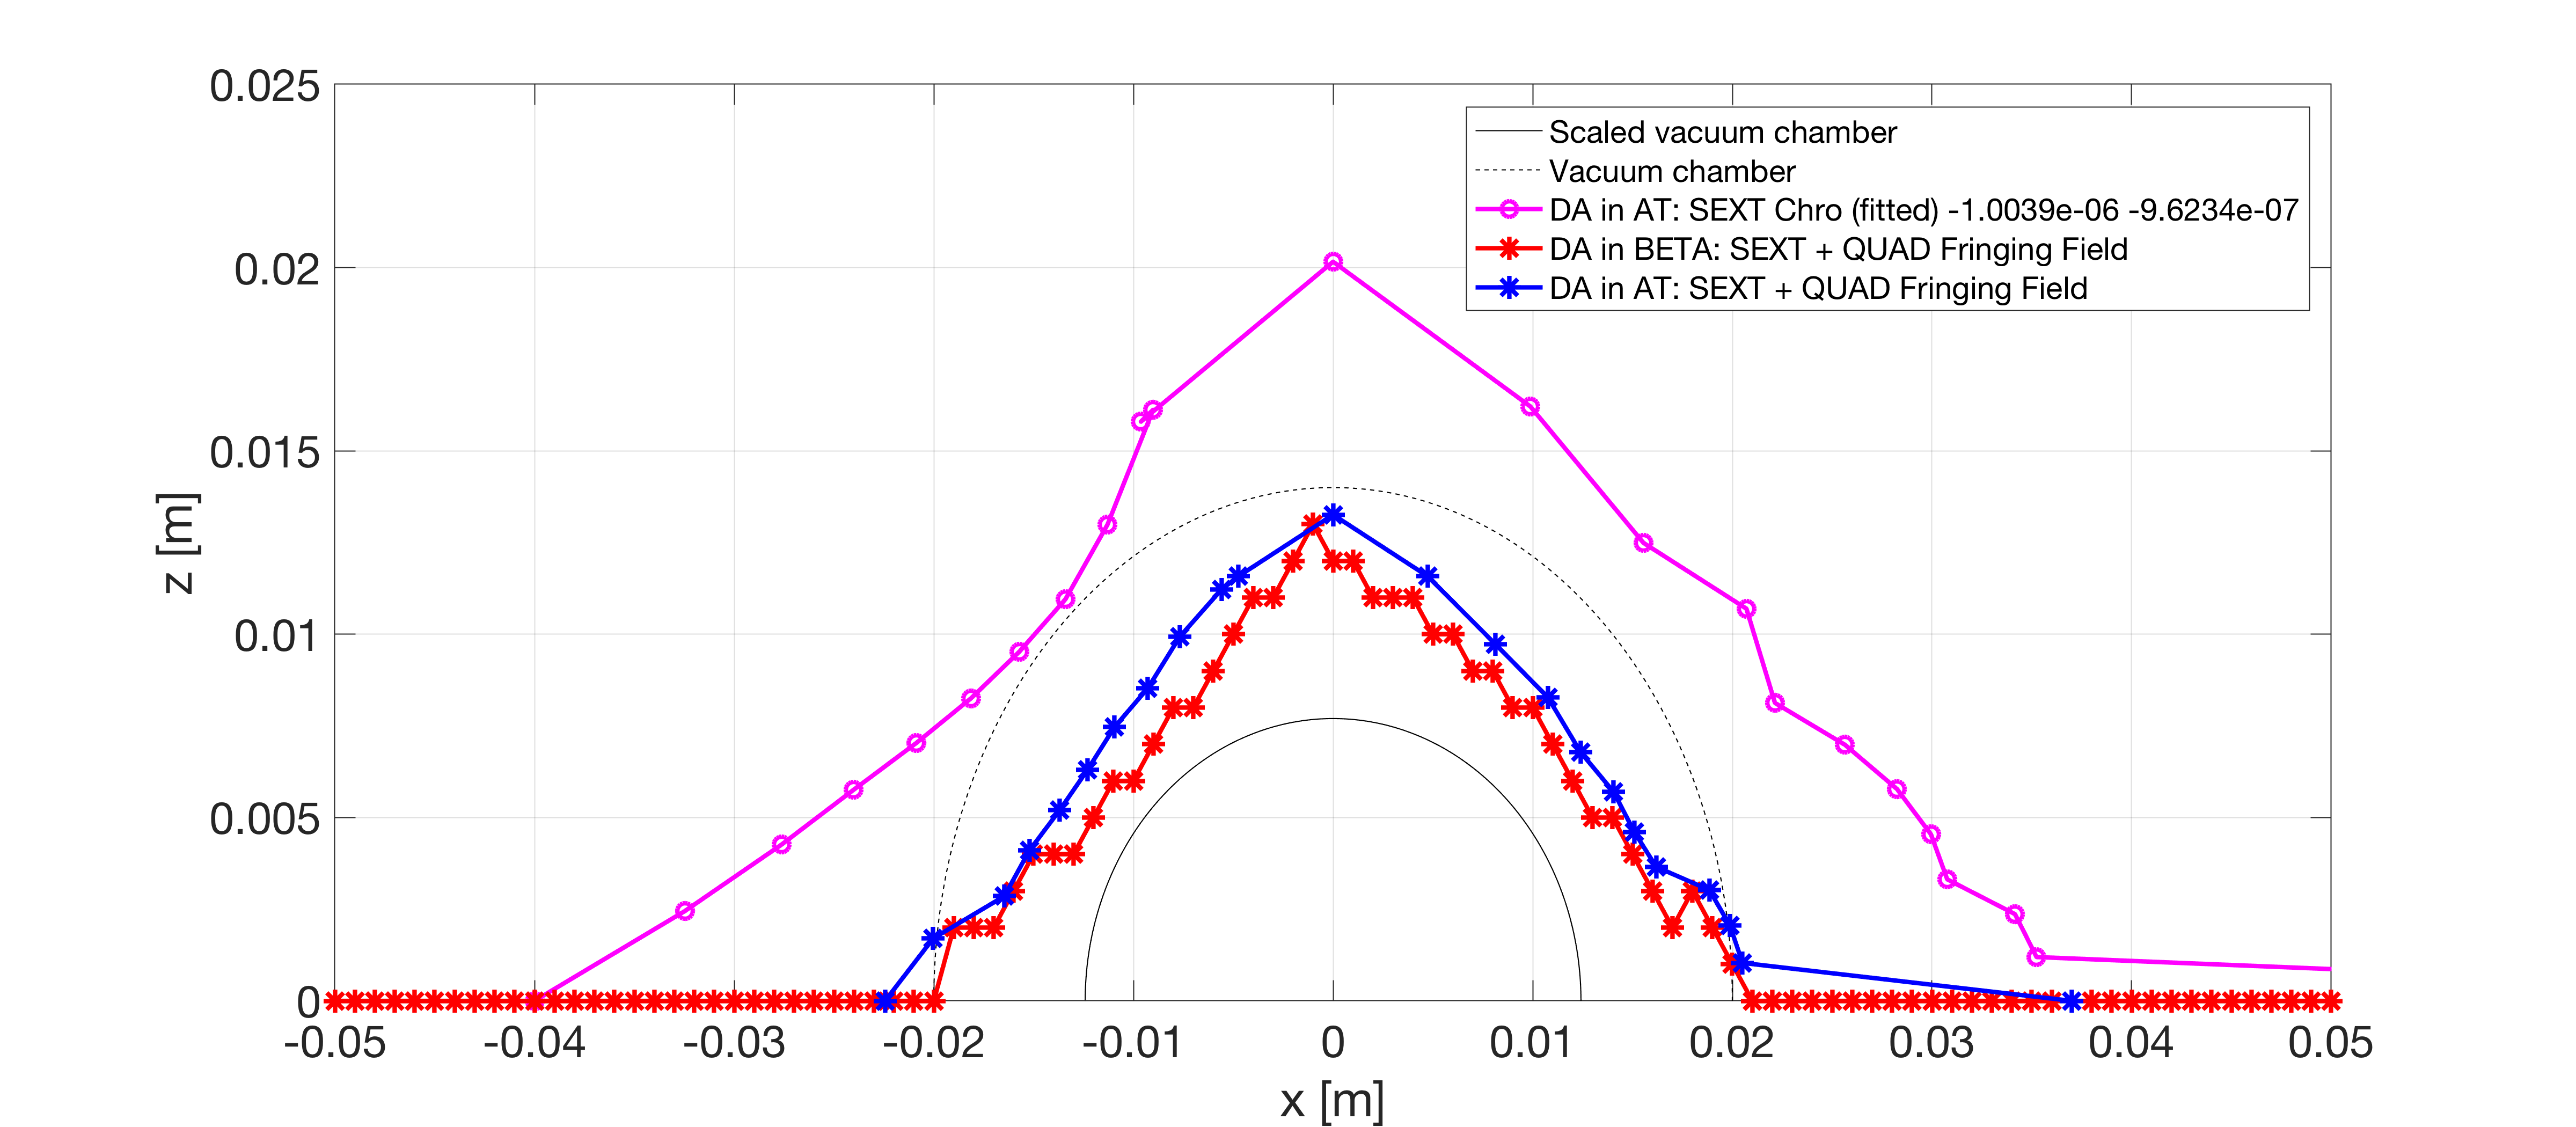 0.025
0.02
0.015
0.01
0.005
0
z [m]
Scaled vacuum chamber
Vacuum chamber
DA in AT: SEXT Chro (fitted) -1.0039e-06 -9.6234e-07
DA in BETA: SEXT + QUAD Fringing Field
DA in AT: SEXT + QUAD Fringing Field
-0.05 -0.04 -0.03 -0.02 -0.01 0 0.01 0.02 0.03 0.04 0.05
x [m]